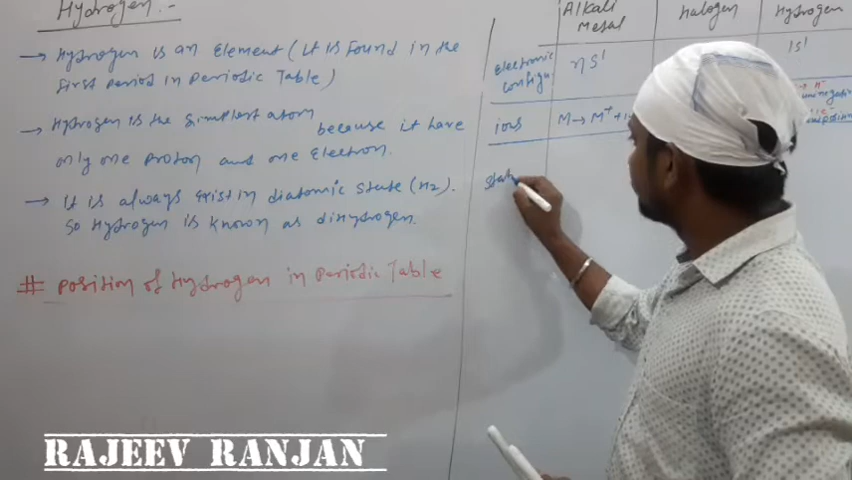 Hydrogen :-
→ Hydrogen is an Element (it is found in the
first period in periodic Table)
→ Hydrogen is the simplest atom
because it have
only one proton and one Electron.
→ it is always exist in diatomic state (H2).
so Hydrogen is known as dihydrogen.
# position of Hydrogen in periodic Table
Alkali Metal halogen Hydrogen
Electronic configu ns¹ 1s¹
ions M→ M⁺ +1
State
RAJEEV RANJAN